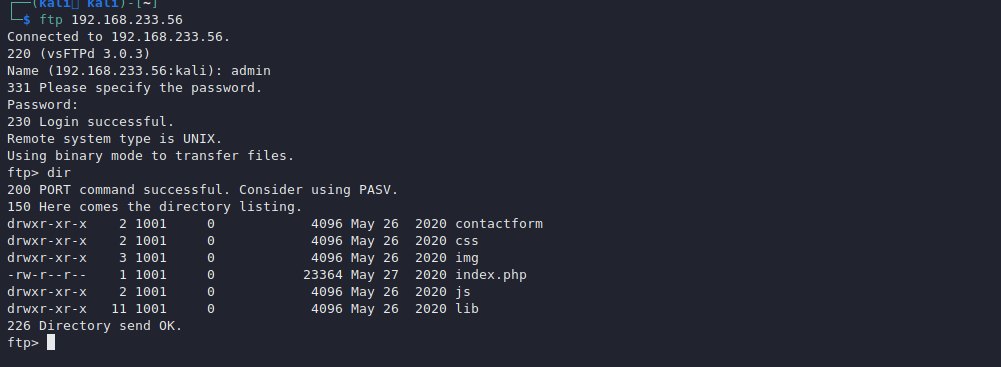 (kali kali)-[~]
$ ftp 192.168.233.56
Connected to 192.168.233.56.
220 (vsFTPd 3.0.3)
Name (192.168.233.56:kali): admin
331 Please specify the password.
Password:
230 Login successful.
Remote system type is UNIX.
Using binary mode to transfer files.
ftp> dir
200 PORT command successful. Consider using PASV.
150 Here comes the directory listing.
drwxr-xr-x    2 1001     0            4096 May 26  2020 contactform
drwxr-xr-x    2 1001     0            4096 May 26  2020 css
drwxr-xr-x    3 1001     0            4096 May 26  2020 img
-rw-r--r--    1 1001     0           23364 May 27  2020 index.php
drwxr-xr-x    2 1001     0            4096 May 26  2020 js
drwxr-xr-x   11 1001     0            4096 May 26  2020 lib
226 Directory send OK.
ftp>